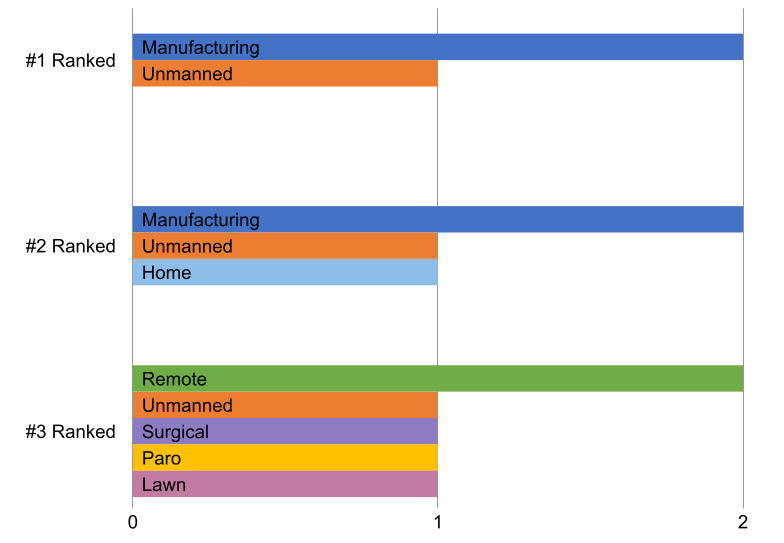 #1 Ranked
Manufacturing
Unmanned
#2 Ranked
Manufacturing
Unmanned
Home
#3 Ranked
Remote
Unmanned
Surgical
Paro
Lawn
0 1 2